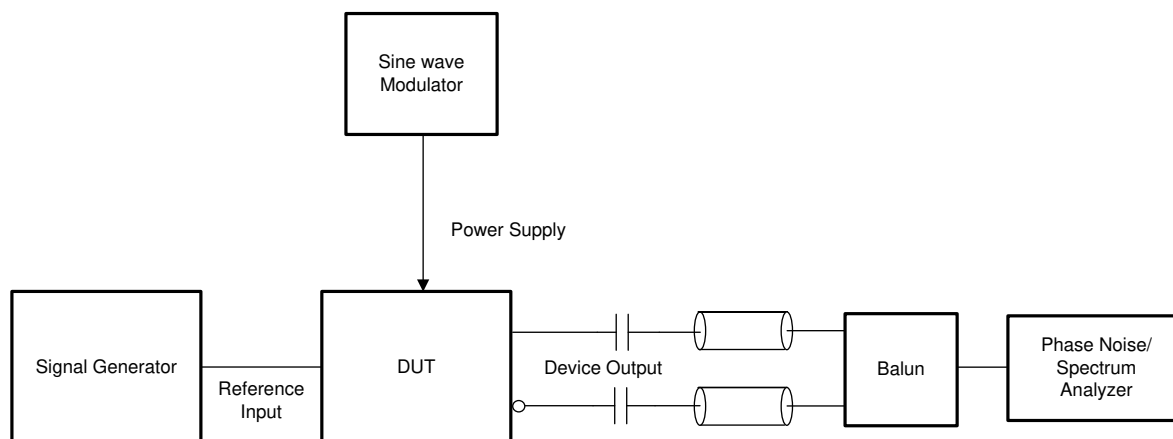 Sine wave
Modulator
Power Supply
Signal Generator
Reference
Input
DUT
Device Output
Balun
Phase Noise/
Spectrum
Analyzer